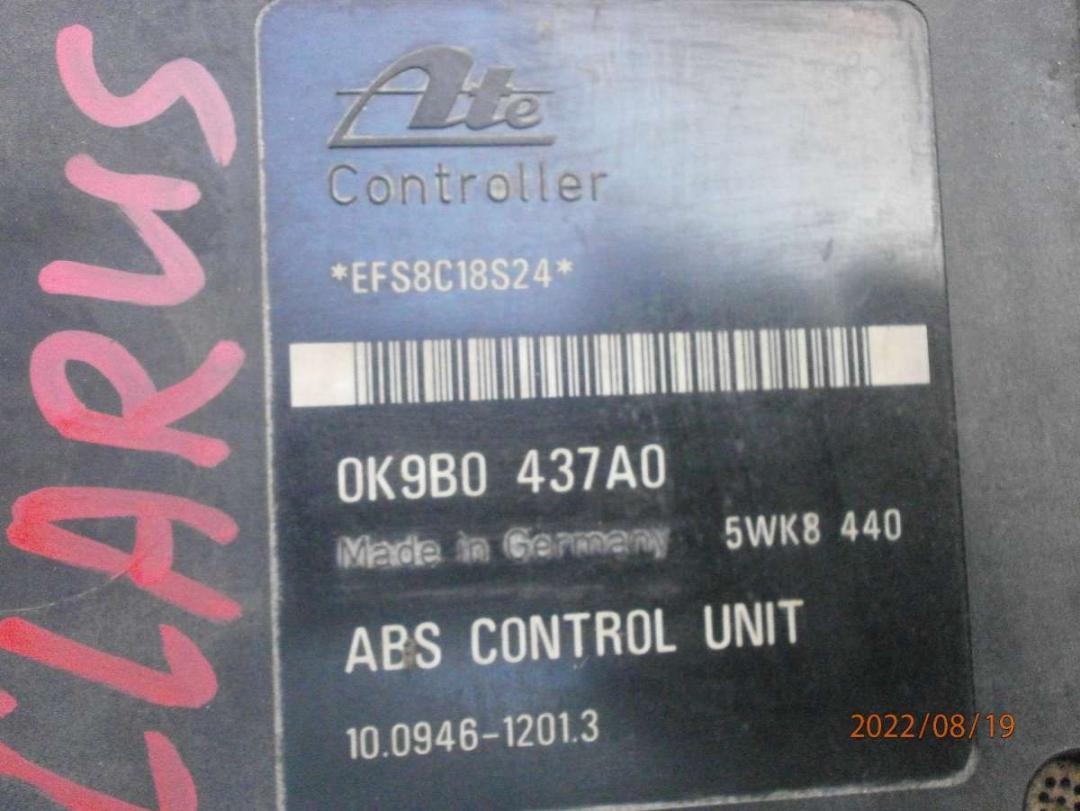 Ate
Controller
*EFS8C18S24*
0K9B0 437A0
Made in Germany
5WK8 440
ABS CONTROL UNIT
10.0946-1201.3
2022/08/19
CLARUS